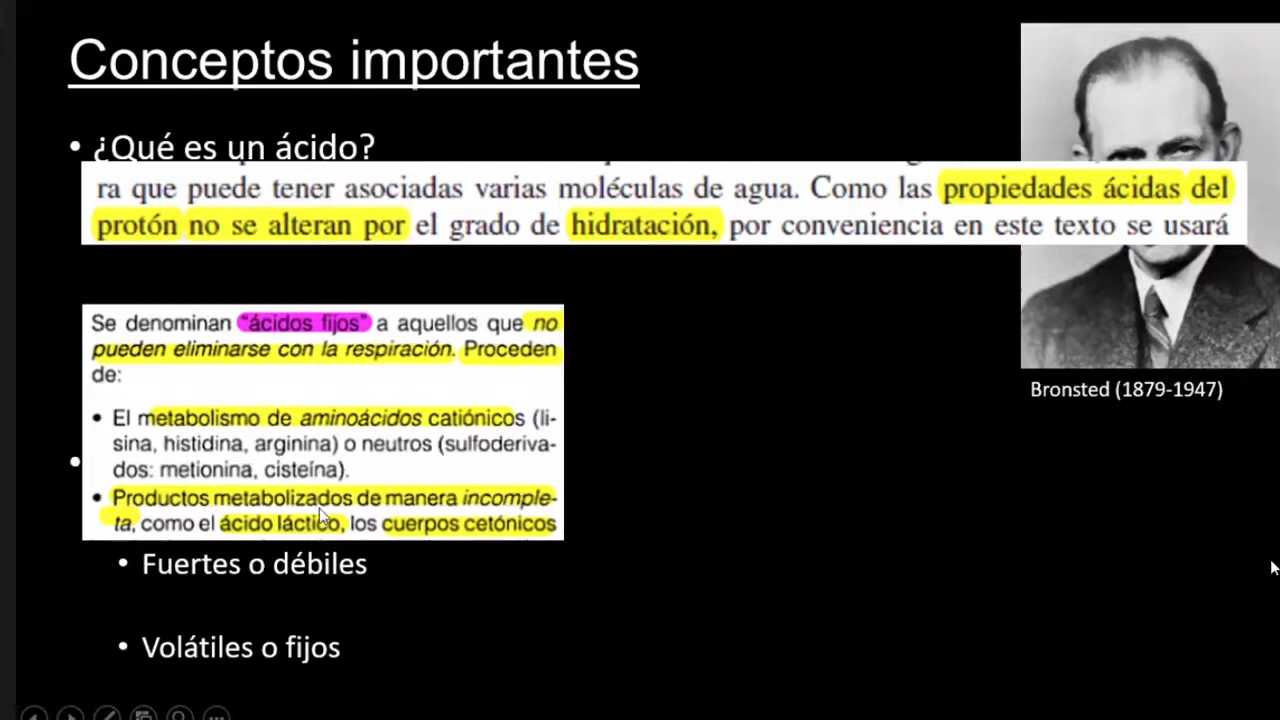 Conceptos importantes
• ¿Qué es un ácido?
ra que puede tener asociadas varias moléculas de agua. Como las propiedades ácidas del
protón no se alteran por el grado de hidratación, por conveniencia en este texto se usará
Se denominan “ácidos fijos” a aquellos que no
pueden eliminarse con la respiración. Proceden
de:
• El metabolismo de aminoácidos catiónicos (li-
sina, histidina, arginina) o neutros (sulfoderiva-
dos: metionina, cisteína).
• Productos metabolizados de manera incomple-
ta, como el ácido láctico, los cuerpos cetónicos
• Fuertes o débiles
• Volátiles o fijos
Bronsted (1879-1947)